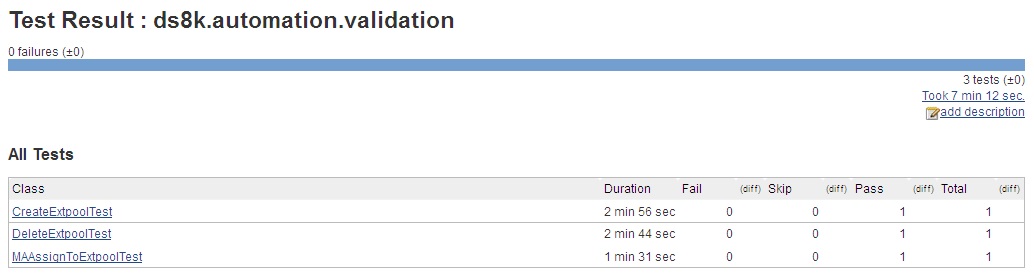 Test Result : ds8k.automation.validation
0 failures (±0)
3 tests (±0)
Took 7 min 12 sec.
add description
All Tests
Class Duration Fail (diff) Skip (diff) Pass (diff) Total (diff)
CreateExtpoolTest 2 min 56 sec 0 0 1 1
DeleteExtpoolTest 2 min 44 sec 0 0 1 1
MAAssignToExtpoolTest 1 min 31 sec 0 0 1 1